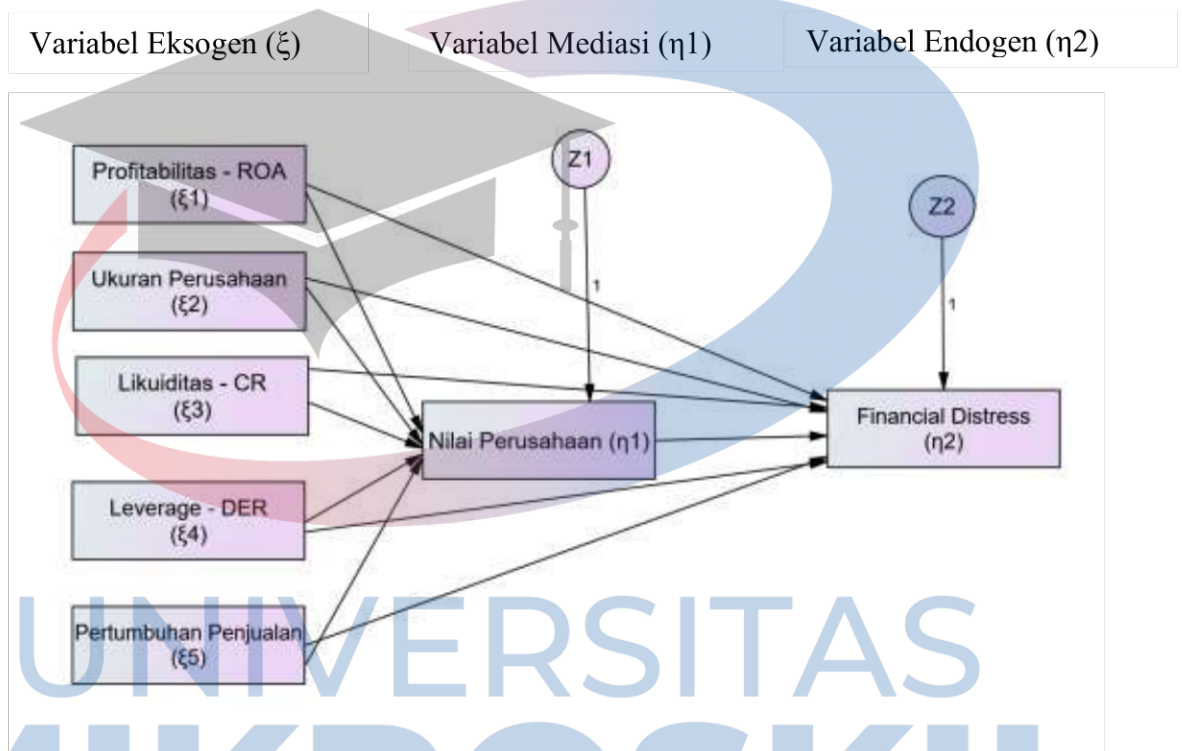 Variabel Eksogen (ξ)
Variabel Mediasi (η1)
Variabel Endogen (η2)
Profitabilitas - ROA
(ξ1)
Z1
Z2
Ukuran Perusahaan
(ξ2)
1
1
Likuiditas - CR
(ξ3)
Nilai Perusahaan (η1)
Financial Distress
(η2)
Leverage - DER
(ξ4)
Pertumbuhan Penjualan
(ξ5)
UNIVERSITAS
MIKROSKIL